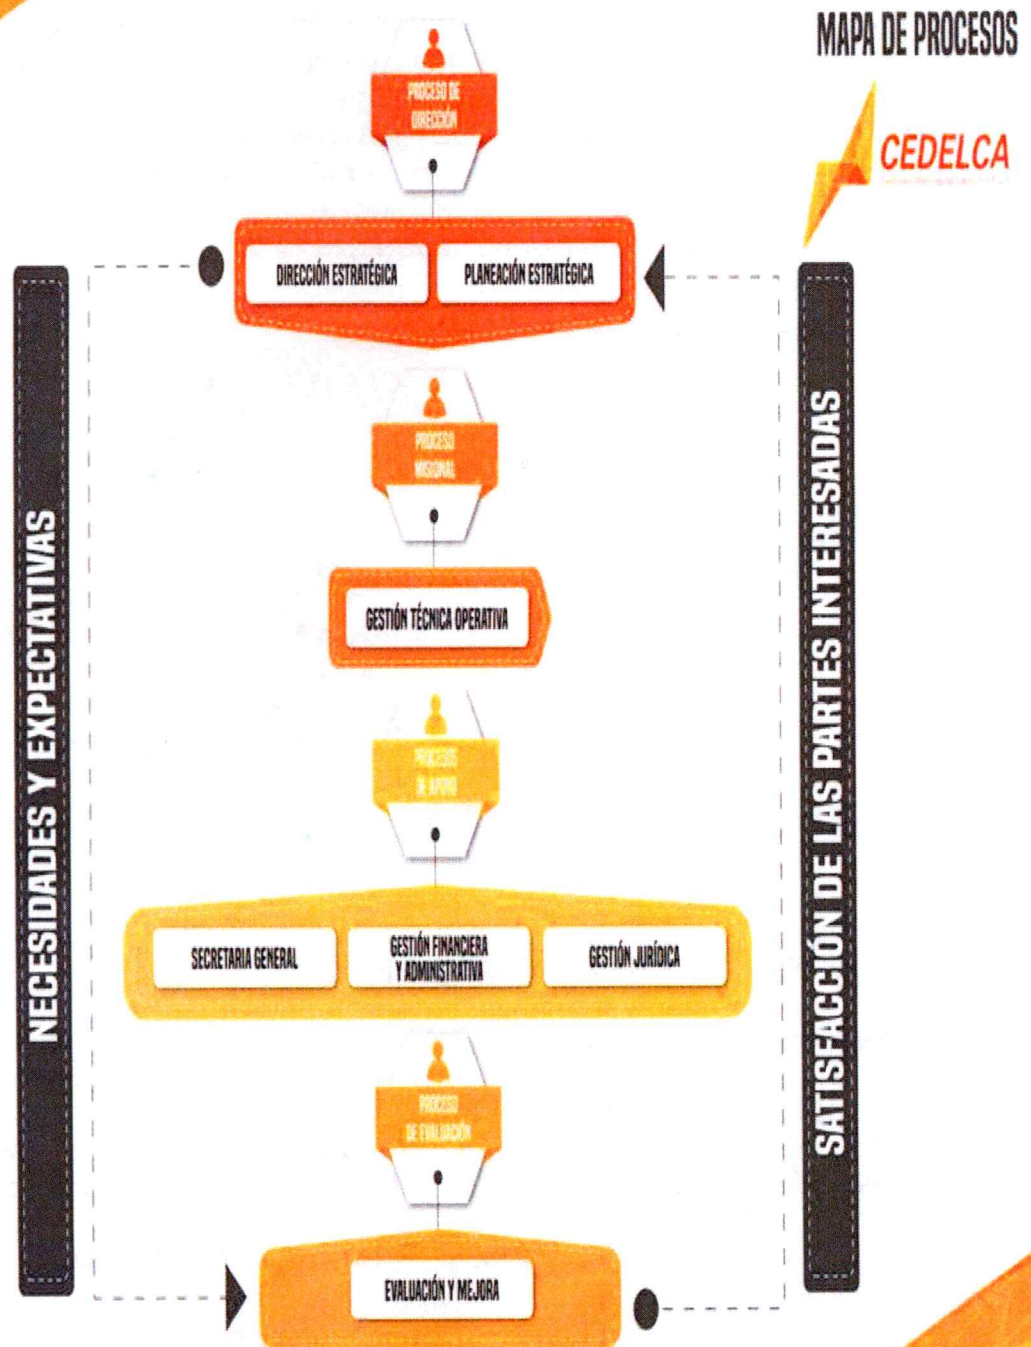 MAPA DE PROCESOS
CEDELCA
PROCESO DE
DIRECCIÓN
DIRECCIÓN ESTRATÉGICA
PLANEACIÓN ESTRATÉGICA
NECESIDADES Y EXPECTATIVAS
SATISFACCIÓN DE LAS PARTES INTERESADAS
PROCESO
MISIONAL
GESTIÓN TÉCNICA OPERATIVA
PROCESOS
DE APOYO
SECRETARIA GENERAL
GESTIÓN FINANCIERA
Y ADMINISTRATIVA
GESTIÓN JURÍDICA
PROCESO
DE EVALUACIÓN
EVALUACIÓN Y MEJORA